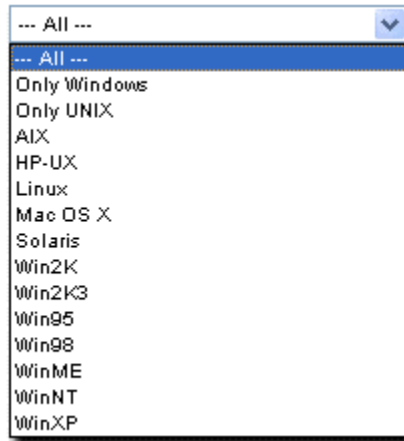 --- All ---
--- All ---
Only Windows
Only UNIX
AIX
HP-UX
Linux
Mac OS X
Solaris
Win2K
Win2K3
Win95
Win98
WinME
WinNT
WinXP